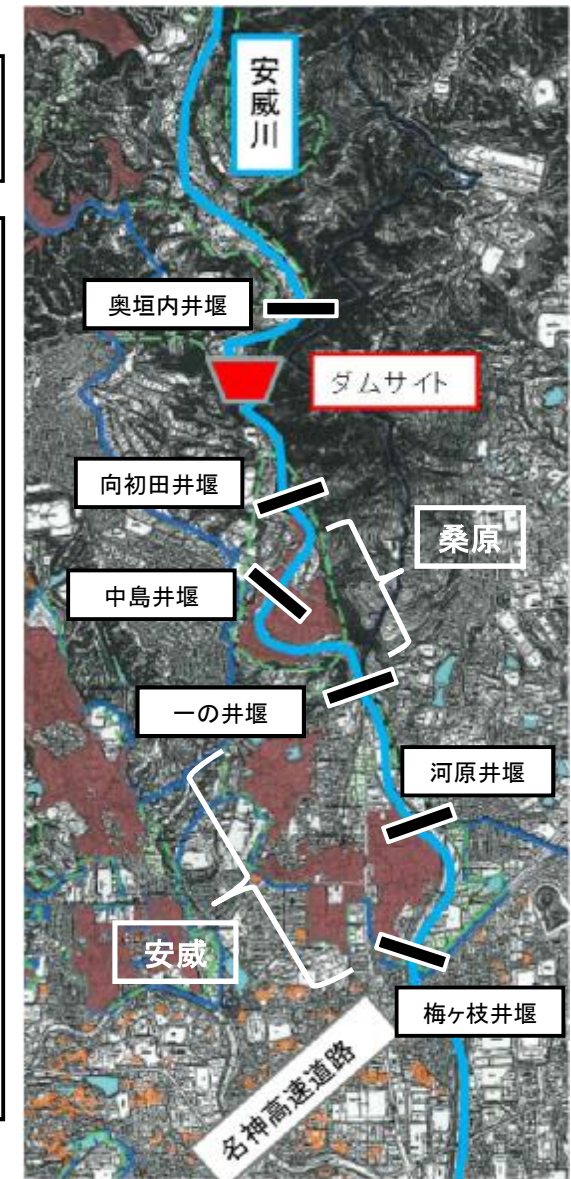 安威川
奥垣内井堰
ダムサイト
向初田井堰
桑原
中島井堰
一の井堰
河原井堰
安威
梅ヶ枝井堰
名神高速道路